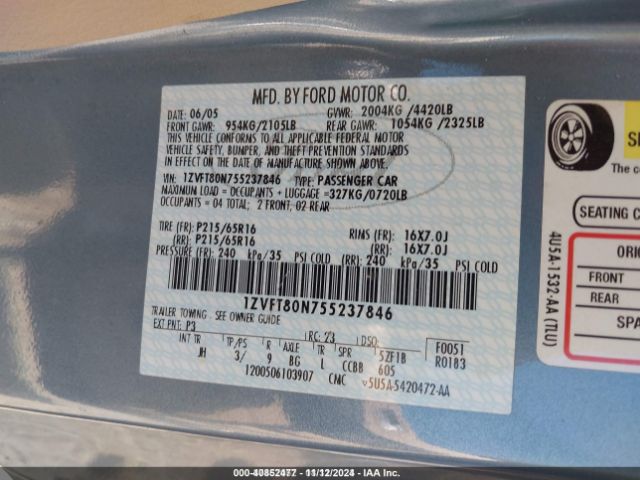 MFD. BY FORD MOTOR CO.
DATE: 06/05 GVWR: 2004KG /4420LB
FRONT GAWR: 954KG/2105LB REAR GAWR: 1054KG /2325LB
THIS VEHICLE CONFORMS TO ALL APPLICABLE FEDERAL MOTOR
VEHICLE SAFETY, BUMPER, AND THEFT PREVENTION STANDARDS
IN EFFECT ON THE DATE OF MANUFACTURE SHOWN ABOVE.
VIN: 1ZVFT80N755237846 TYPE: PASSENGER CAR
MAXIMUM LOAD = OCCUPANTS + LUGGAGE =327KG/0720LB
OCCUPANTS: 04 TOTAL; 2 FRONT; 02 REAR
TIRE (FR): P215/65R16 RIMS (FR): 16X7.0J
(RR): P215/65R16 (RR): 16X7.0J
PRESSURE (FR): 240 kPa/35 PSI COLD (RR): 240 kPa/35 PSI COLD
1ZVFT80N755237846
TRAILER TOWING - SEE OWNER GUIDE
EXT PNT: P3 RC: 23 DSO: F0051
INT TR TP/PS R AXLE TR SPR 5ZF1B R0183
JH 3/ 9 BG L CCBB 605
1200506103907 CMC v5U5A-5420472-AA
4U5A-1532-AA (TLU)
SEATING
FRONT
REAR
000-40852477 - 11/12/2024 - IAA Inc.